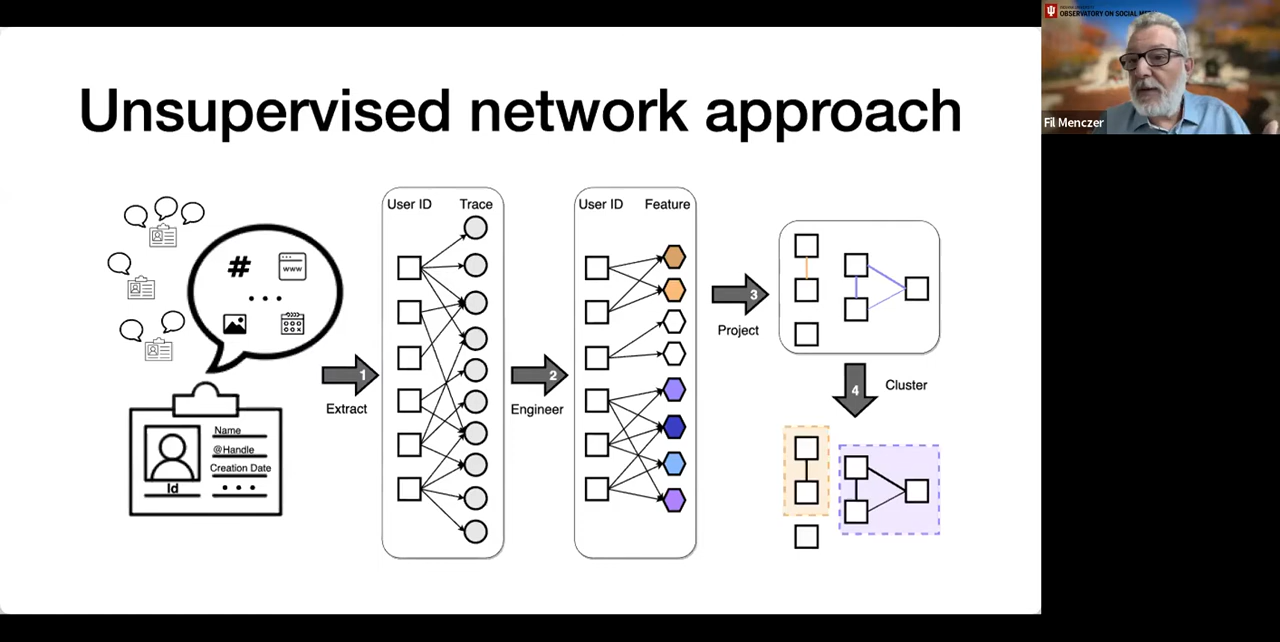 Unsupervised network approach
#
www
Name
@Handle
Creation Date
Id
1
Extract
User ID Trace
2
Engineer
User ID Feature
3
Project
4
Cluster
OBSERVATORY ON SOCIAL
Fil Menczer